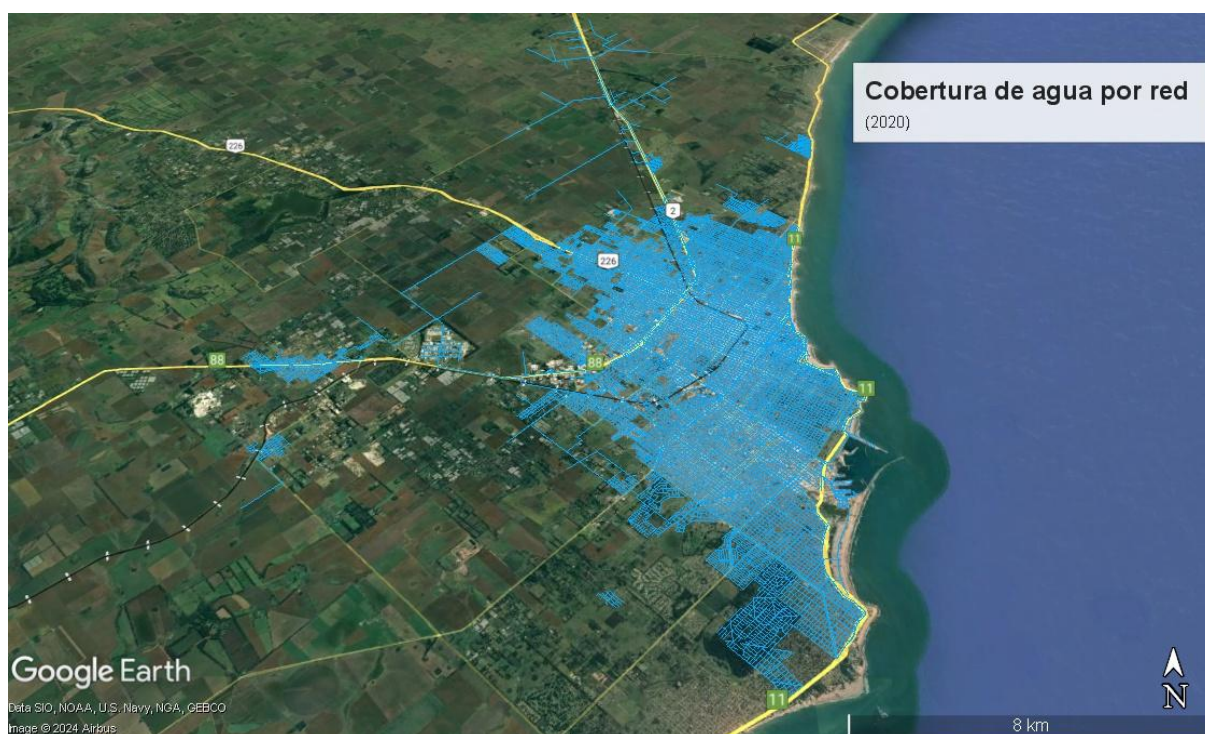 Cobertura de agua por red
(2020)
226
2
11
226
88
88
11
11
Google Earth
Data SIO, NOAA, U.S. Navy, NGA, GEBCO
Image © 2024 Airbus
N
8 km